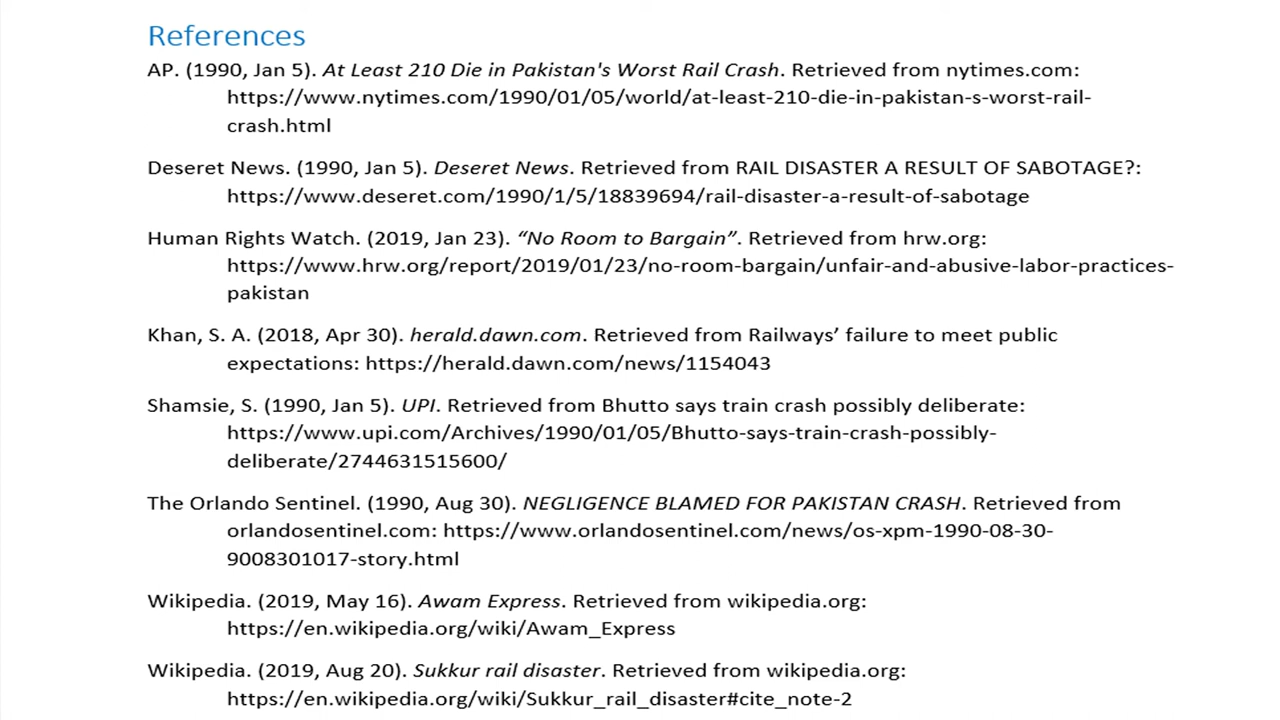 References
AP. (1990, Jan 5). At Least 210 Die in Pakistan's Worst Rail Crash. Retrieved from nytimes.com:
https://www.nytimes.com/1990/01/05/world/at-least-210-die-in-pakistan-s-worst-rail-
crash.html
Deseret News. (1990, Jan 5). Deseret News. Retrieved from RAIL DISASTER A RESULT OF SABOTAGE?:
https://www.deseret.com/1990/1/5/18839694/rail-disaster-a-result-of-sabotage
Human Rights Watch. (2019, Jan 23). “No Room to Bargain”. Retrieved from hrw.org:
https://www.hrw.org/report/2019/01/23/no-room-bargain/unfair-and-abusive-labor-practices-
pakistan
Khan, S. A. (2018, Apr 30). herald.dawn.com. Retrieved from Railways’ failure to meet public
expectations: https://herald.dawn.com/news/1154043
Shamsie, S. (1990, Jan 5). UPI. Retrieved from Bhutto says train crash possibly deliberate:
https://www.upi.com/Archives/1990/01/05/Bhutto-says-train-crash-possibly-
deliberate/2744631515600/
The Orlando Sentinel. (1990, Aug 30). NEGLIGENCE BLAMED FOR PAKISTAN CRASH. Retrieved from
orlandosentinel.com: https://www.orlandosentinel.com/news/os-xpm-1990-08-30-
9008301017-story.html
Wikipedia. (2019, May 16). Awam Express. Retrieved from wikipedia.org:
https://en.wikipedia.org/wiki/Awam_Express
Wikipedia. (2019, Aug 20). Sukkur rail disaster. Retrieved from wikipedia.org:
https://en.wikipedia.org/wiki/Sukkur_rail_disaster#cite_note-2